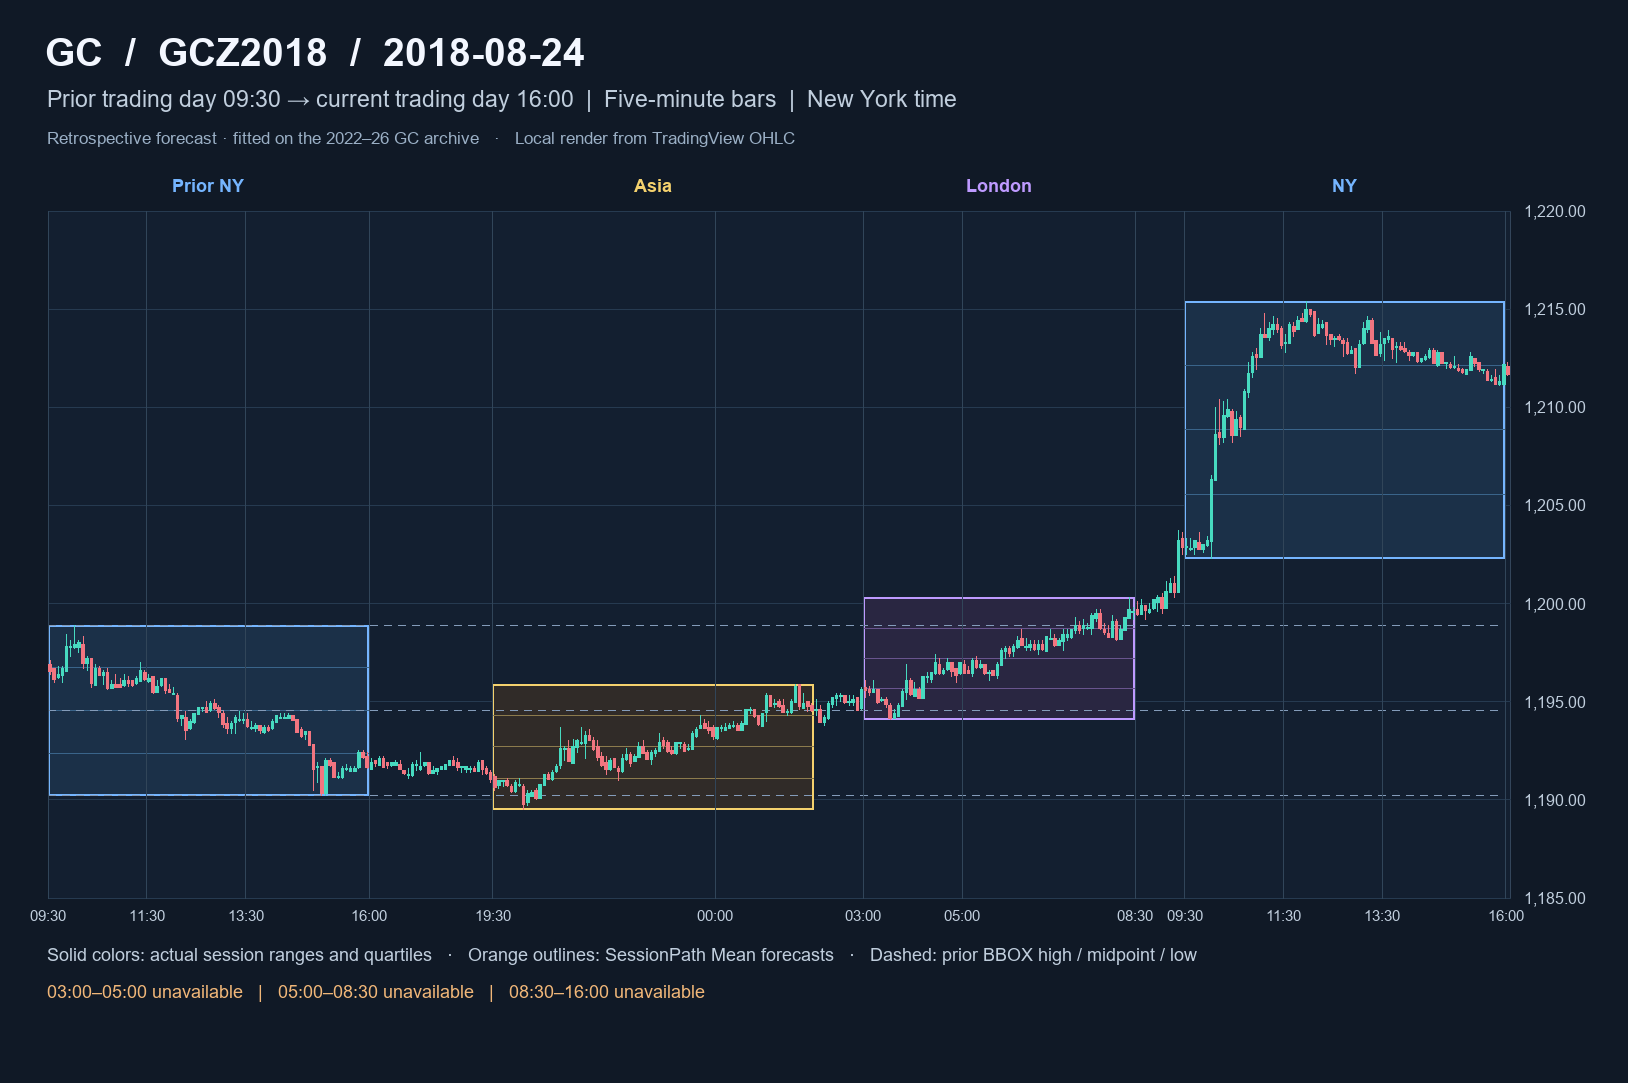 GC / GCZ2018 / 2018-08-24
Prior trading day 09:30 → current trading day 16:00 | Five-minute bars | New York time
Retrospective forecast · fitted on the 2022–26 GC archive · Local render from TradingView OHLC
Prior NY Asia London NY
1,220.00
1,215.00
1,210.00
1,205.00
1,200.00
1,195.00
1,190.00
1,185.00
09:30 11:30 13:30 16:00 19:30 00:00 03:00 05:00 08:30 09:30 11:30 13:30 16:00
Solid colors: actual session ranges and quartiles · Orange outlines: SessionPath Mean forecasts · Dashed: prior BBOX high / midpoint / low
03:00–05:00 unavailable | 05:00–08:30 unavailable | 08:30–16:00 unavailable